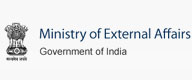 Ministry of External Affairs
Government of India